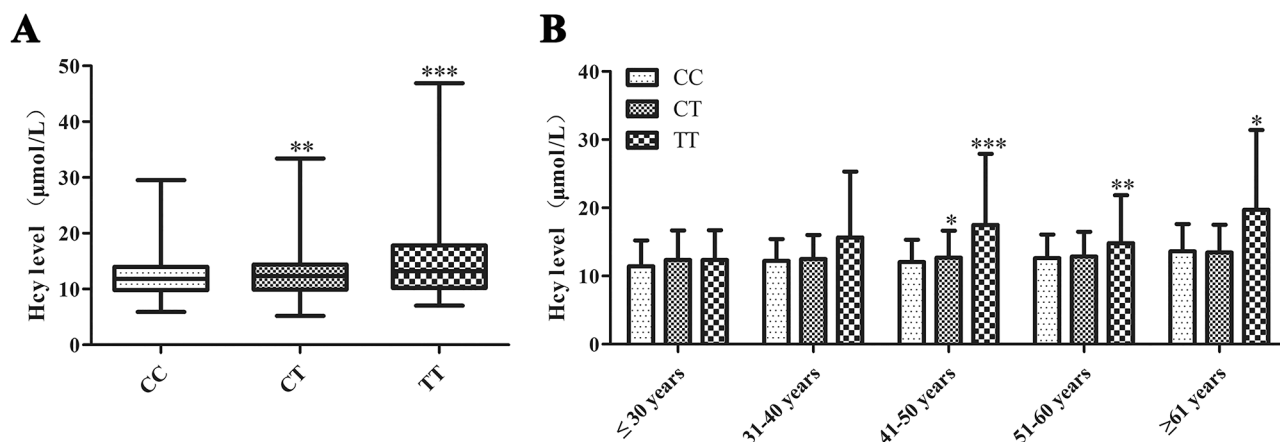 A
Hcy level（μmol/L）
50
40
30
20
10
0
**
***
CC
CT
TT
B
Hcy level（μmol/L）
40
30
20
10
0
CC
CT
TT
*
***
**
*
≤30 years
31-40 years
41-50 years
51-60 years
≥61 years